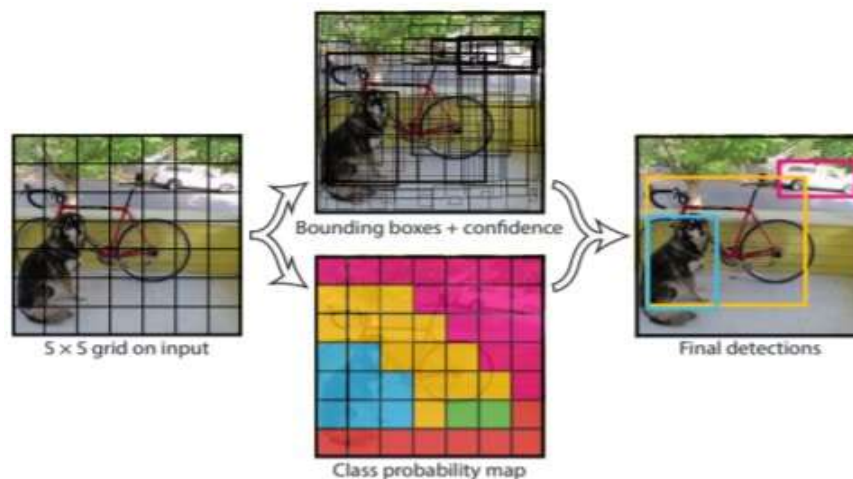 Bounding boxes + confidence
S × S grid on input
Final detections
Class probability map